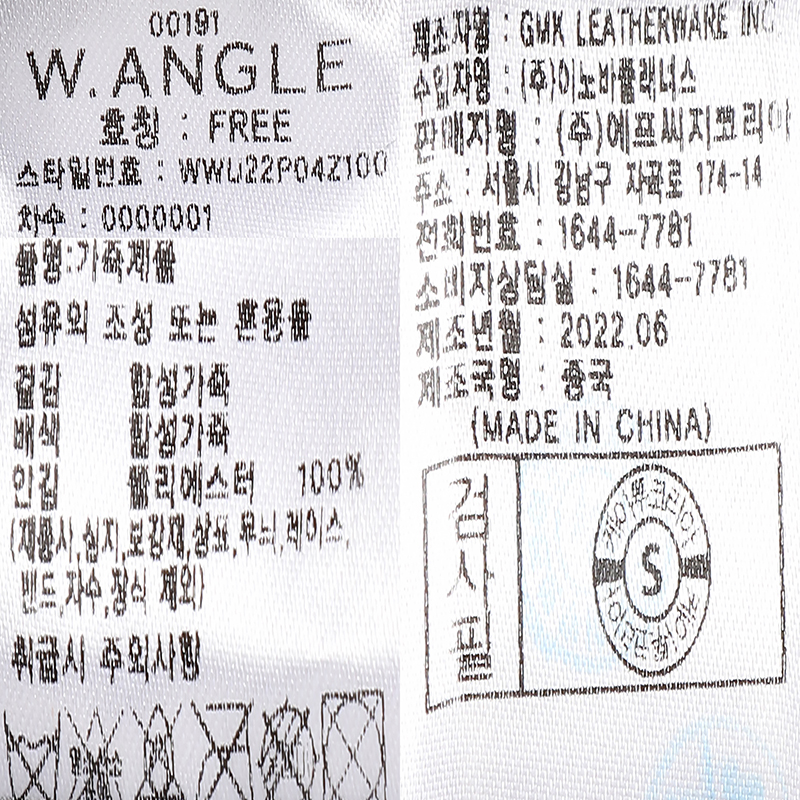 00191
W.ANGLE
호칭 : FREE
스타일번호 : WWU22P04Z100
차수 : 0000001
품명:가죽제품
섬유의 조성 또는 혼용률
겉감 합성가죽
배색 합성가죽
안감 폴리에스터 100%
(재봉사,심지,보강재,상표,무늬,레이스,
밴드,자수,장식 제외)
취급시 주의사항
제조자명 : GMK LEATHERWARE INC
수입자명 : (주)이노바플래너스
판매자명 : (주)에프씨지코리아
주소 : 서울시 강남구 자곡로 174-14
전화번호 : 1644-7781
소비자상담실 : 1644-7781
제조년월 : 2022.06
제조국명 : 중국
(MADE IN CHINA)
검사필
S